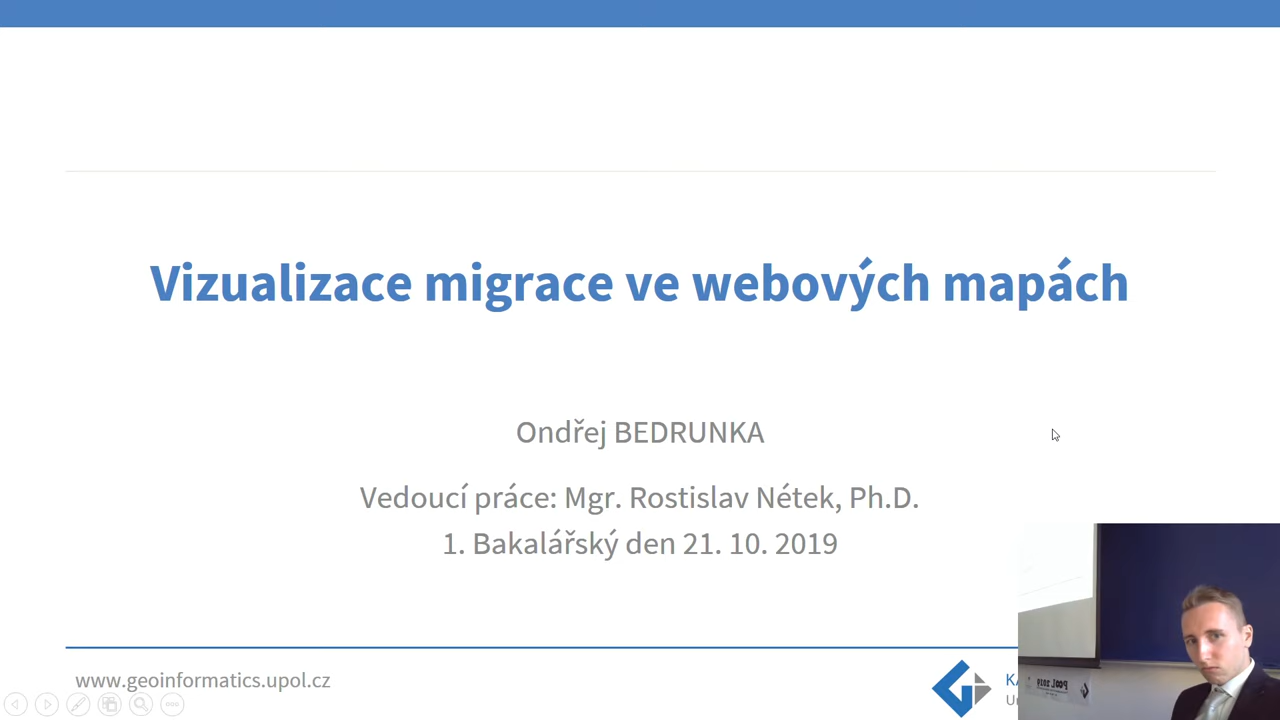 Vizualizace migrace ve webových mapách
Ondřej BEDRUNKA
Vedoucí práce: Mgr. Rostislav Nétek, Ph.D.
1. Bakalářský den 21. 10. 2019
www.geoinformatics.upol.cz